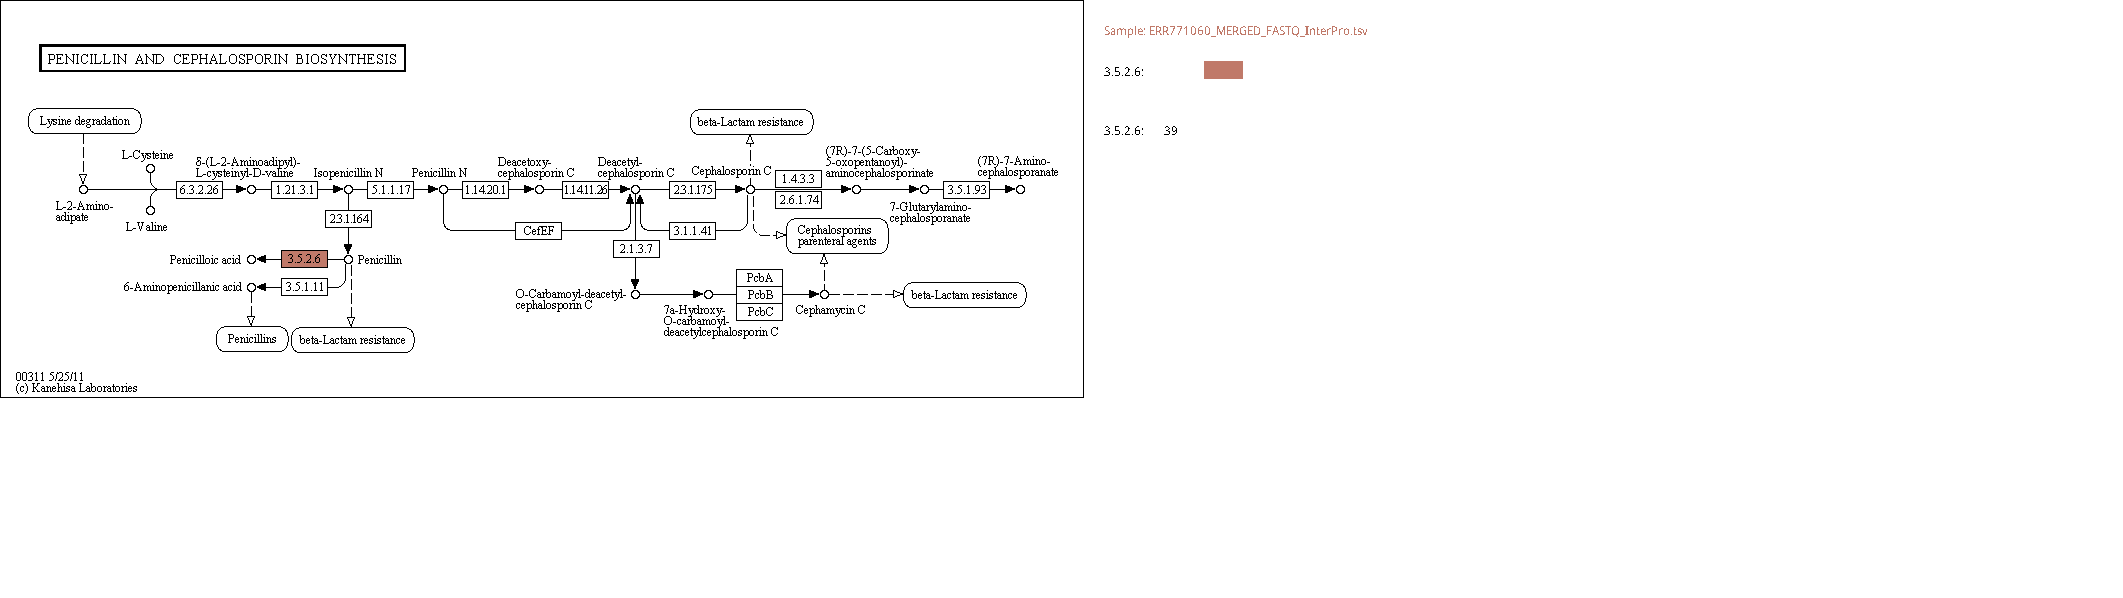 PENICILLIN AND CEPHALOSPORIN BIOSYNTHESIS
Sample: ERR771060_MERGED_FASTQ_InterPro.tsv
3.5.2.6:
3.5.2.6: 39
Lysine degradation
beta-Lactam resistance
L-Cysteine
δ-(L-2-Aminoadipyl)-
L-cysteinyl-D-valine
Isopenicillin N
Penicillin N
Deacetoxy-
cephalosporin C
Deacetyl-
cephalosporin C
Cephalosporin C
(7R)-7-(5-Carboxy-
5-oxopentanoyl)-
aminocephalosporinate
(7R)-7-Amino-
cephalosporanate
6.3.2.26
1.21.3.1
5.1.1.17
1.14.20.1
1.14.11.26
2.3.1.175
1.4.3.3
2.6.1.74
3.5.1.93
L-2-Amino-
adipate
L-Valine
2.3.1.164
CefEF
3.1.1.41
7-Glutarylamino-
cephalosporanate
Cephalosporins
parenteral agents
2.1.3.7
Penicilloic acid
3.5.2.6
Penicillin
6-Aminopenicillanic acid
3.5.1.11
O-Carbamoyl-deacetyl-
cephalosporin C
7a-Hydroxy-
O-carbamoyl-
deacetylcephalosporin C
PcbA
PcbB
PcbC
Cephamycin C
beta-Lactam resistance
Penicillins
beta-Lactam resistance
00311 5/25/11
(c) Kanehisa Laboratories